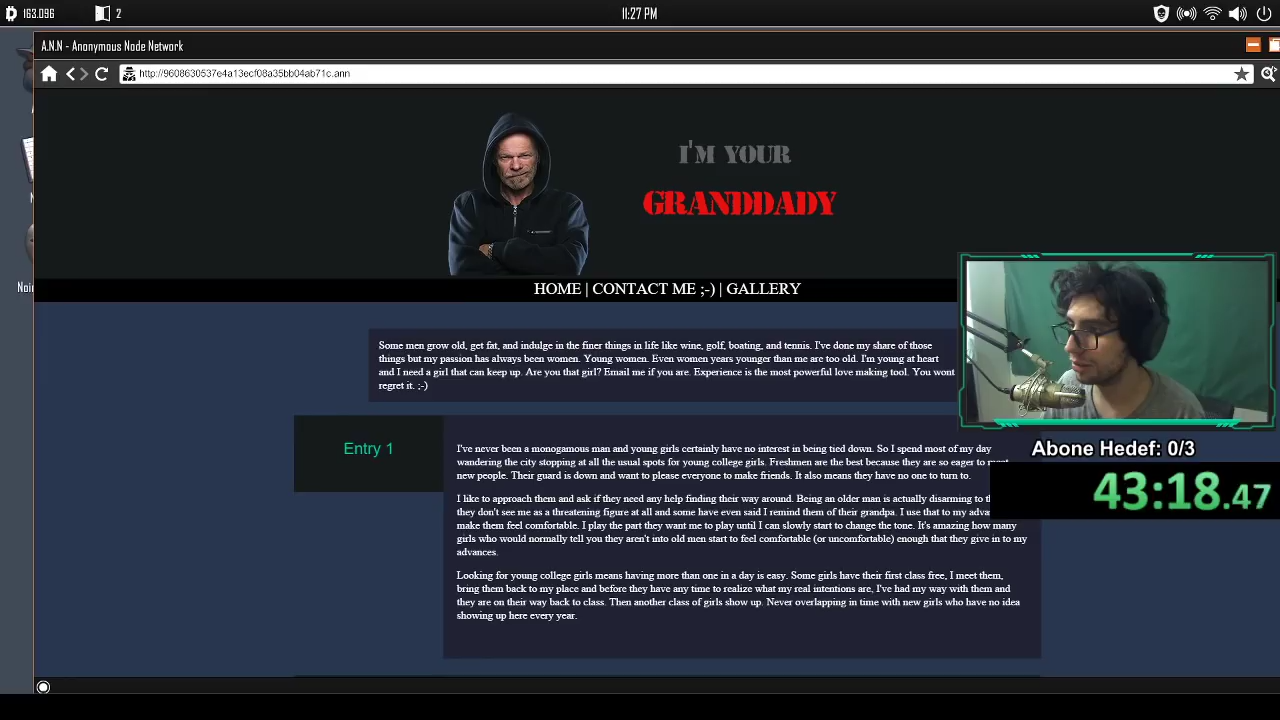 163.096
2
11:27 PM
A.N.N - Anonymous Node Network
http://9608630537e4a13ecf08a35bb04ab71c.ann
I'M YOUR
GRANDDADY
HOME | CONTACT ME ;-) | GALLERY
Some men grow old, get fat, and indulge in the finer things in life like wine, golf, boating, and tennis. I've done my share of those
things but my passion has always been women. Young women. Even women years younger than me are too old. I'm young at heart
and I need a girl that can keep up. Are you that girl? Email me if you are. Experience is the most powerful love making tool. You wont
regret it. ;-)
Entry 1
I've never been a monogamous man and young girls certainly have no interest in being tied down. So I spend most of my day
wandering the city stopping at all the usual spots for young college girls. Freshmen are the best because they are so eager to
new people. Their guard is down and want to please everyone to make friends. It also means they have no one to turn to.
I like to approach them and ask if they need any help finding their way around. Being an older man is actually disarming to
they don't see me as a threatening figure at all and some have even said I remind them of their grandpa. I use that to my
make them feel comfortable. I play the part they want me to play until I can slowly start to change the tone. It's amazing how many
girls who would normally tell you they aren't into old men start to feel comfortable (or uncomfortable) enough that they give in to my
advances.
Looking for young college girls means having more than one in a day is easy. Some girls have their first class free, I meet them,
bring them back to my place and before they have any time to realize what my real intentions are, I've had my way with them and
they are on their way back to class. Then another class of girls show up. Never overlapping in time with new girls who have no idea
showing up here every year.
Abone Hedef: 0/3
43:18.47